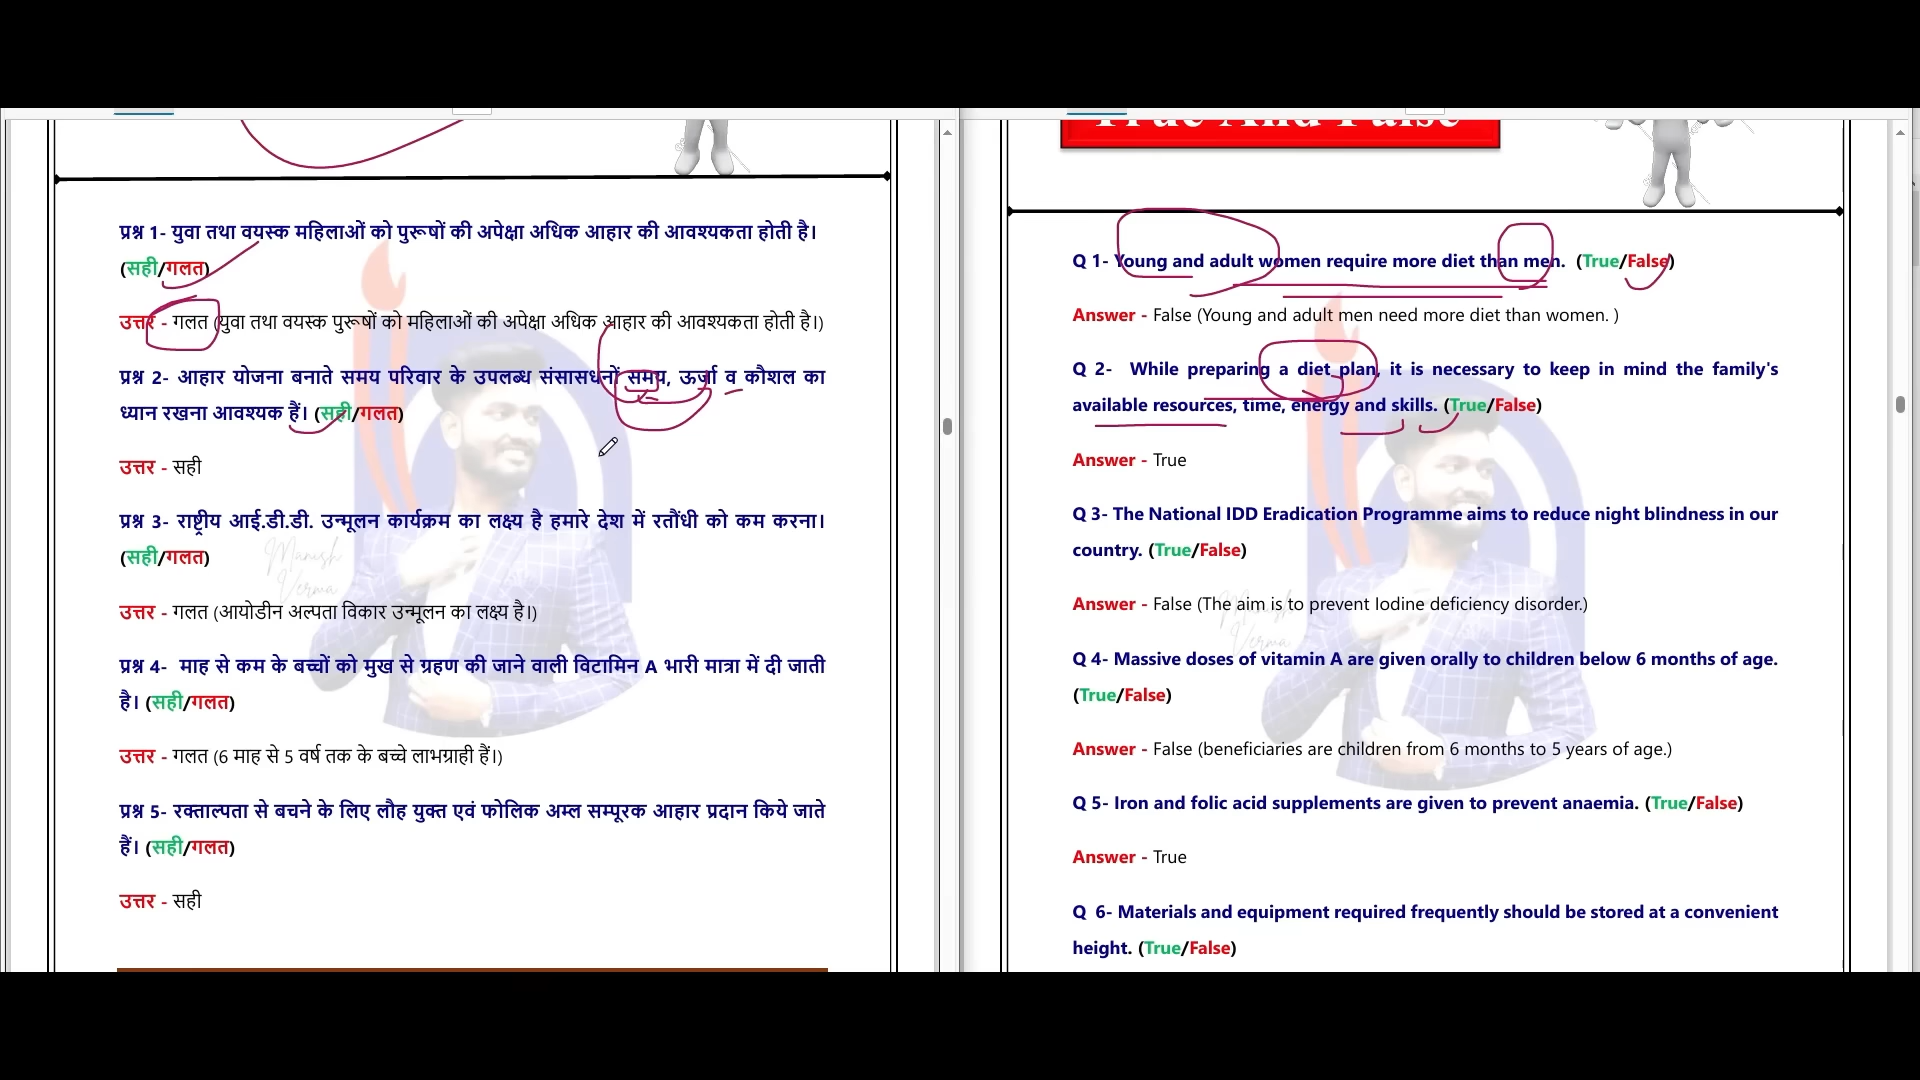 प्रश्न 1- युवा तथा वयस्क महिलाओं को पुरूषों की अपेक्षा अधिक आहार की आवश्यकता होती है।
(सही/गलत)
उत्तर - गलत (युवा तथा वयस्क पुरूषों को महिलाओं की अपेक्षा अधिक आहार की आवश्यकता होती है।)
प्रश्न 2- आहार योजना बनाते समय परिवार के उपलब्ध संसासधनों समय, ऊर्जा व कौशल का
ध्यान रखना आवश्यक हैं। (सही/गलत)
उत्तर - सही
प्रश्न 3- राष्ट्रीय आई.डी.डी. उन्मूलन कार्यक्रम का लक्ष्य है हमारे देश में रतौंधी को कम करना।
(सही/गलत)
उत्तर - गलत (आयोडीन अल्पता विकार उन्मूलन का लक्ष्य है।)
प्रश्न 4- माह से कम के बच्चों को मुख से ग्रहण की जाने वाली विटामिन A भारी मात्रा में दी जाती
है। (सही/गलत)
उत्तर - गलत (6 माह से 5 वर्ष तक के बच्चे लाभग्राही हैं।)
प्रश्न 5- रक्ताल्पता से बचने के लिए लौह युक्त एवं फोलिक अम्ल सम्पूरक आहार प्रदान किये जाते
हैं। (सही/गलत)
उत्तर - सही
Manish
Verma
True And False
Q 1- Young and adult women require more diet than men. (True/False)
Answer - False (Young and adult men need more diet than women. )
Q 2- While preparing a diet plan, it is necessary to keep in mind the family's
available resources, time, energy and skills. (True/False)
Answer - True
Q 3- The National IDD Eradication Programme aims to reduce night blindness in our
country. (True/False)
Answer - False (The aim is to prevent Iodine deficiency disorder.)
Q 4- Massive doses of vitamin A are given orally to children below 6 months of age.
(True/False)
Answer - False (beneficiaries are children from 6 months to 5 years of age.)
Q 5- Iron and folic acid supplements are given to prevent anaemia. (True/False)
Answer - True
Q 6- Materials and equipment required frequently should be stored at a convenient
height. (True/False)
Manish
Verma